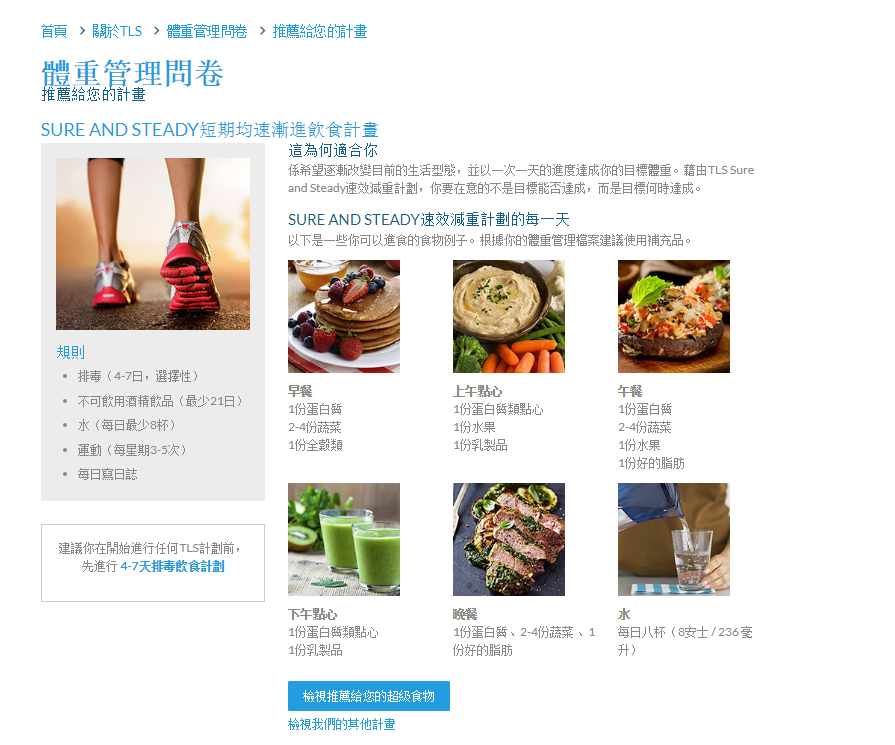 首頁 > 關於TLS > 體重管理問卷 > 推薦給您的計畫
體重管理問卷
推薦給您的計畫
SURE AND STEADY短期均速漸進飲食計畫
規則
• 排毒（4-7日，選擇性）
• 不可飲用酒精飲品（最少21日）
• 水（每日最少8杯）
• 運動（每星期3-5次）
• 每日寫日誌
建議你在開始進行任何TLS計劃前，
先進行 4-7天排毒飲食計劃
這為何適合你
係希望逐漸改變目前的生活型態，並以一次一天的進度達成你的目標體重。藉由TLS Sure
and Steady速效減重計劃，你要在意的不是目標能否達成，而是目標何時達成。
SURE AND STEADY速效減重計劃的每一天
以下是一些你可以進食的食物例子。根據你的體重管理檔案建議使用補充品。
早餐
1份蛋白質
2-4份蔬菜
1份全穀類
上午點心
1份蛋白質類點心
1份水果
1份乳製品
午餐
1份蛋白質
2-4份蔬菜
1份水果
1份好的脂肪
下午點心
1份蛋白質類點心
1份乳製品
晚餐
1份蛋白質、2-4份蔬菜、1
份好的脂肪
水
每日八杯（8安士 / 236 毫
升）
檢視推薦給您的超級食物
檢視我們的其他計畫